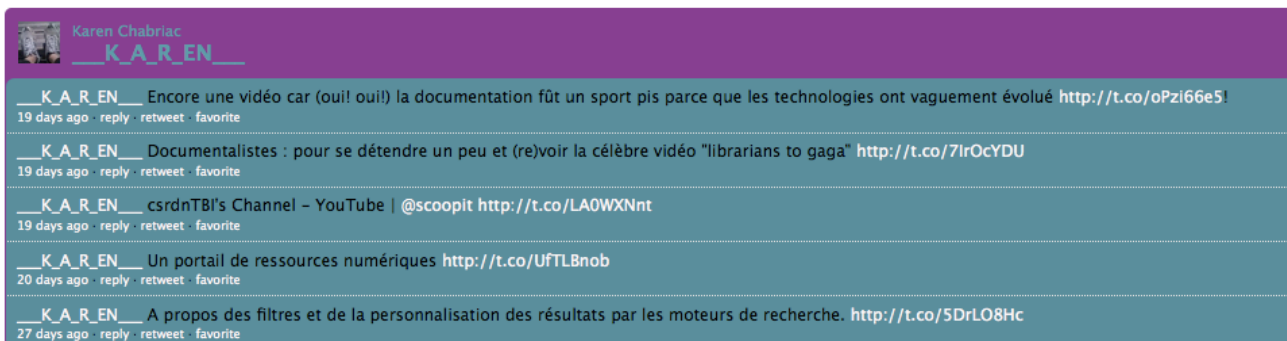 Karen Chabriac
___K_A_R_EN___
___K_A_R_EN___ Encore une vidéo car (oui! oui!) la documentation fût un sport pis parce que les technologies ont vaguement évolué http://t.co/oPzi66e5!
19 days ago · reply · retweet · favorite
___K_A_R_EN___ Documentalistes : pour se détendre un peu et (re)voir la célèbre vidéo "librarians to gaga" http://t.co/7IrOcYDU
19 days ago · reply · retweet · favorite
___K_A_R_EN___ csrdnTBI's Channel – YouTube | @scoopit http://t.co/LA0WXNnt
19 days ago · reply · retweet · favorite
___K_A_R_EN___ Un portail de ressources numériques http://t.co/UfTLBnob
20 days ago · reply · retweet · favorite
___K_A_R_EN___ A propos des filtres et de la personnalisation des résultats par les moteurs de recherche. http://t.co/5DrLO8Hc
27 days ago · reply · retweet · favorite